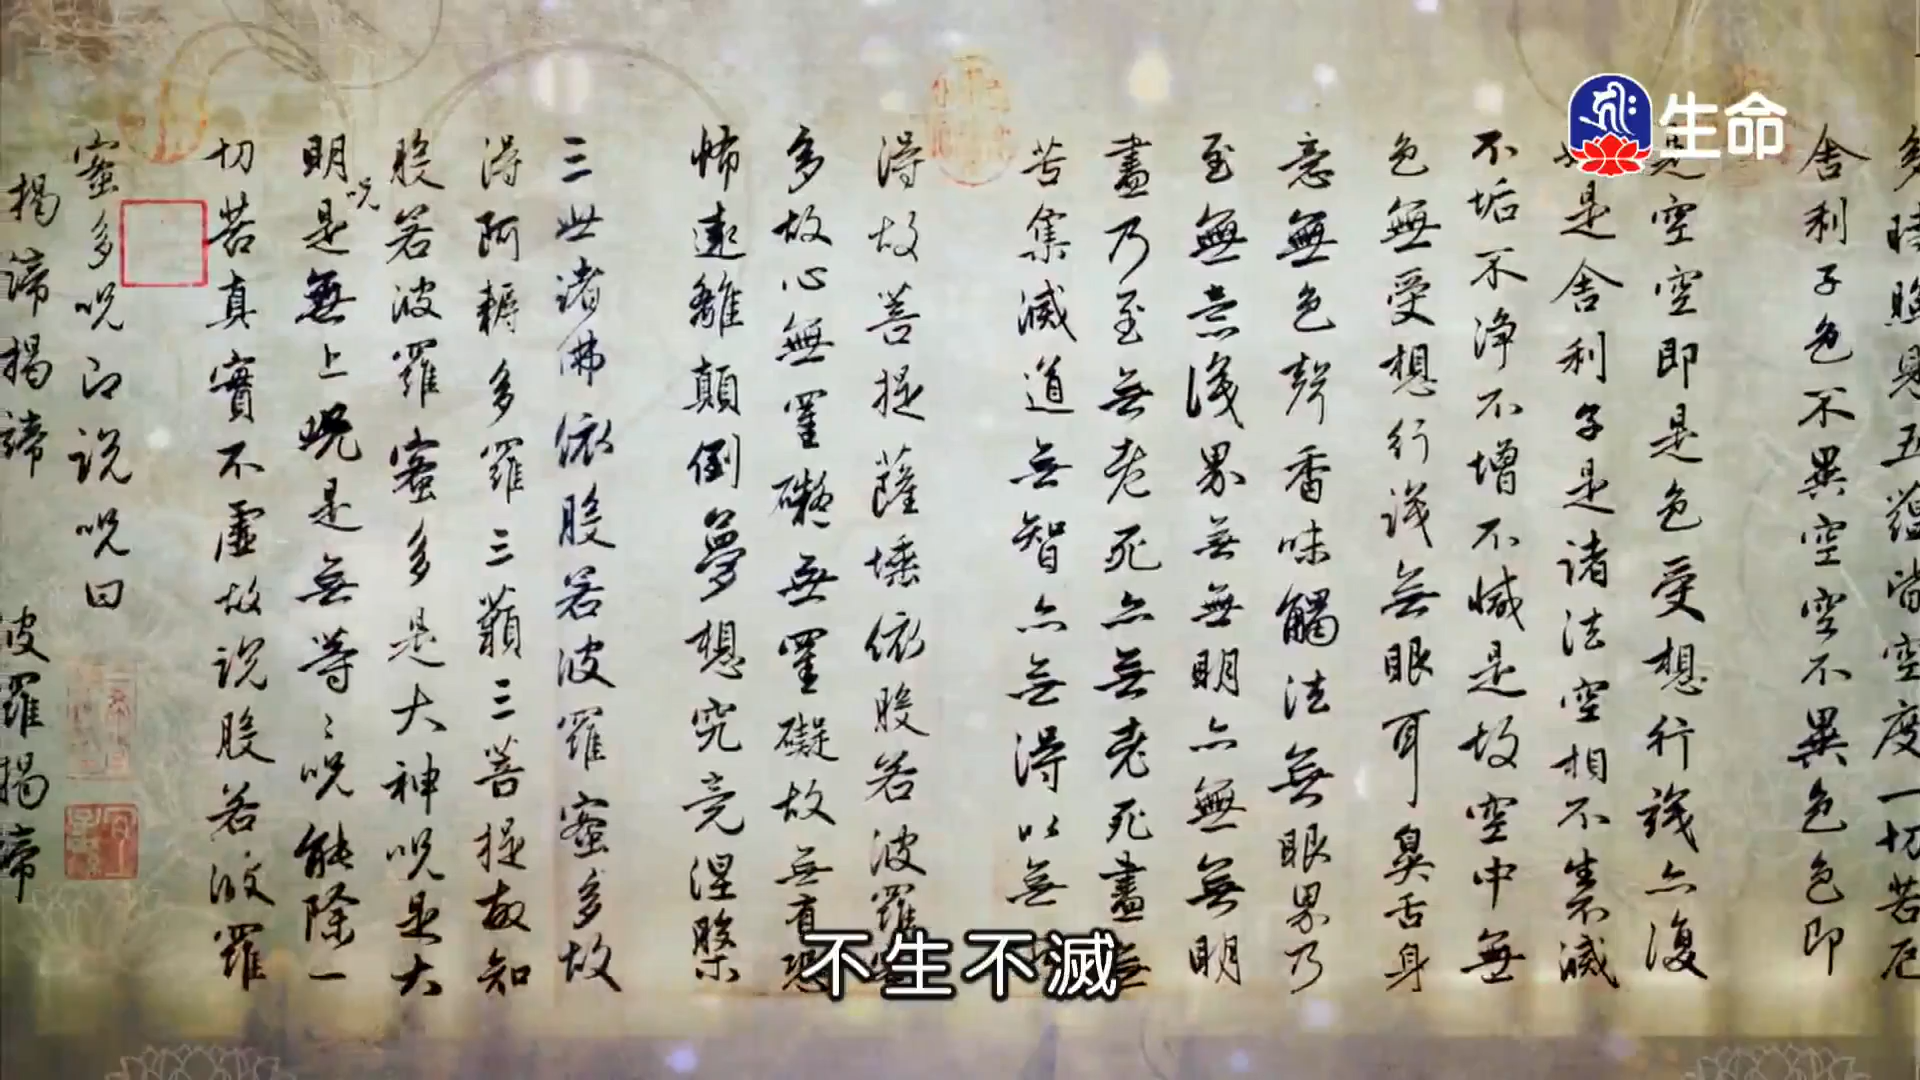 多時照見五蘊皆空度一切苦厄
舍利子色不異空空不異色色即
是空空即是色受想行識亦復
如是舍利子是諸法空相不生不滅
不垢不淨不增不減是故空中無
色無受想行識無眼耳鼻舌身
意無色聲香味觸法無眼界乃
至無意識界無無明亦無無明
盡乃至無老死亦無老死盡無
苦集滅道無智亦無得以無
得故菩提薩埵依般若波羅
多故心無罣礙無罣礙故無有恐
怖遠離顛倒夢想究竟涅槃
三世諸佛依般若波羅蜜多故
得阿耨多羅三藐三菩提故知
般若波羅蜜多是大神呪是大
明呪是無上呪是無等〻呪能除一
切苦真實不虛故說般若波羅
蜜多呪即說呪曰
揭諦揭諦 波羅揭諦
生命
不生不滅